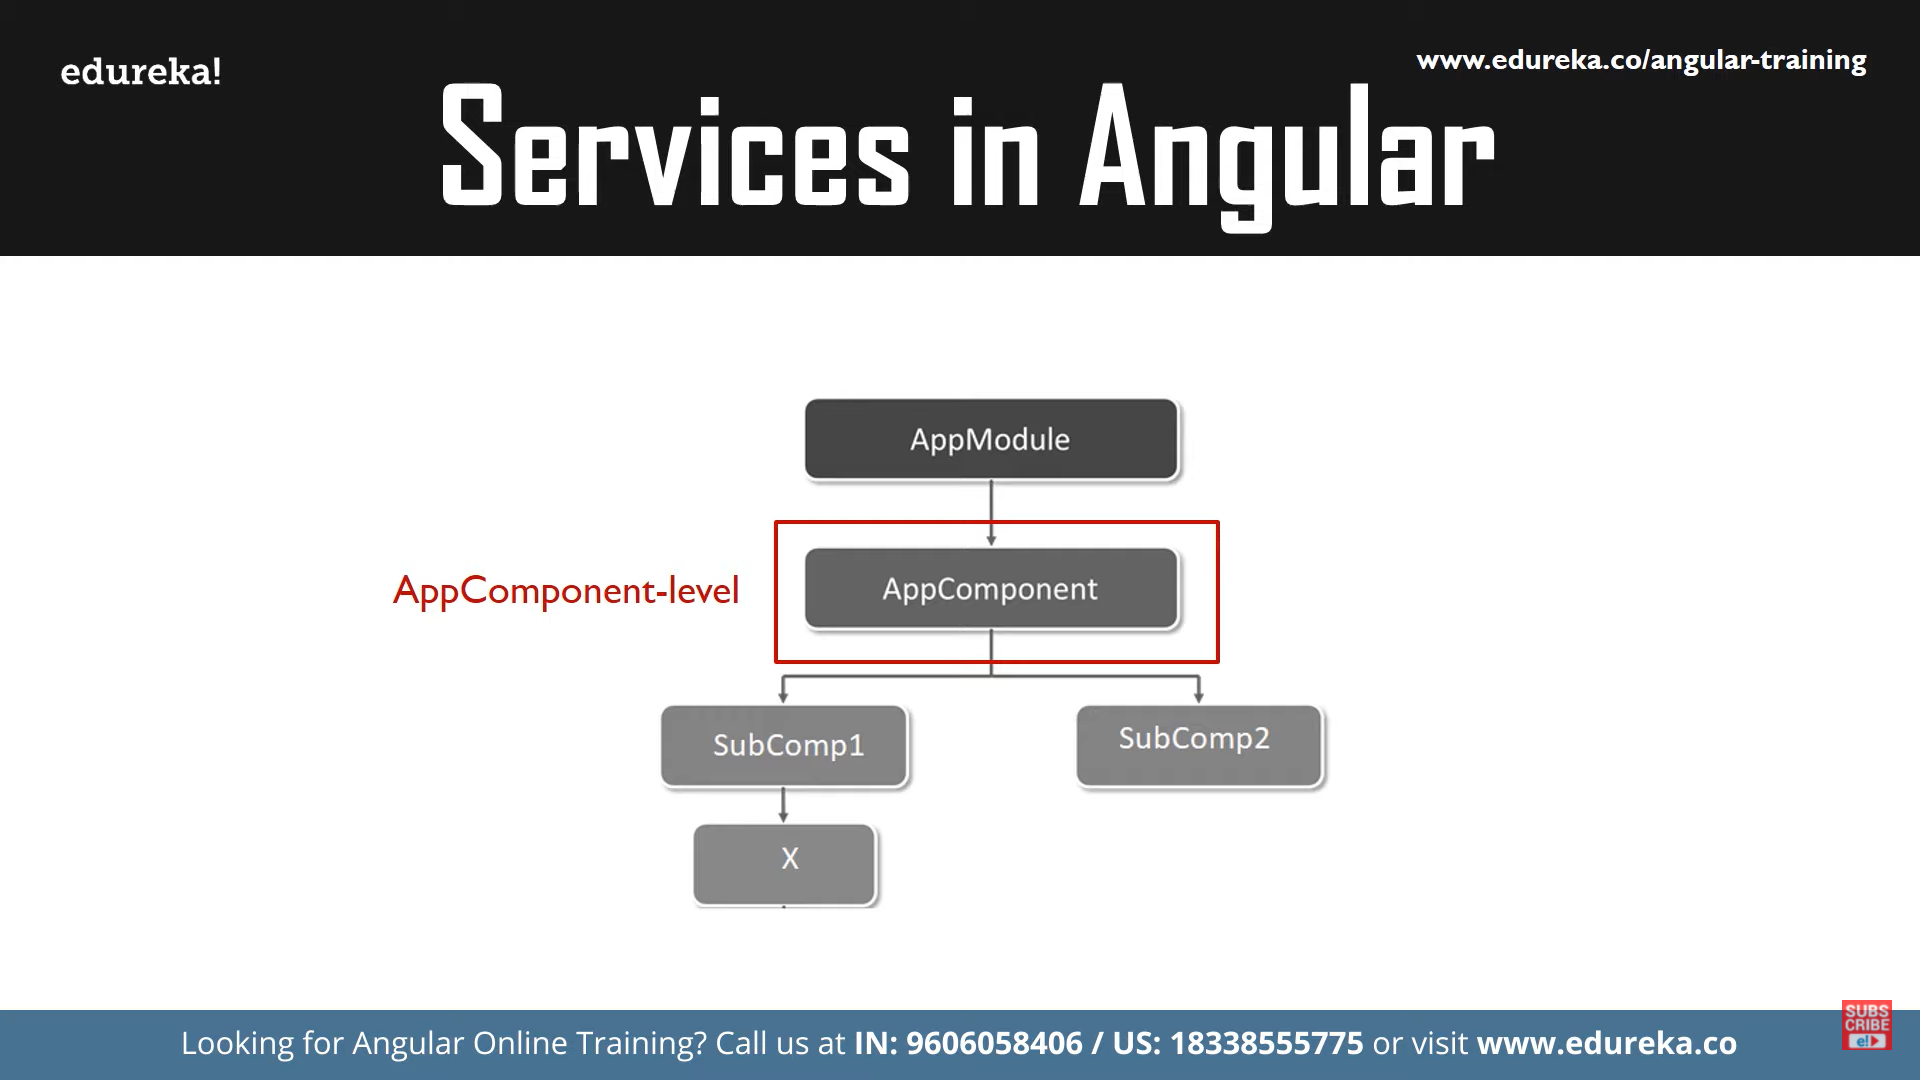 edureka!
www.edureka.co/angular-training
Services in Angular
AppModule
AppComponent-level
AppComponent
SubComp1
SubComp2
X
Looking for Angular Online Training? Call us at IN: 9606058406 / US: 18338555775 or visit www.edureka.co
SUBS
CRIBE
e!